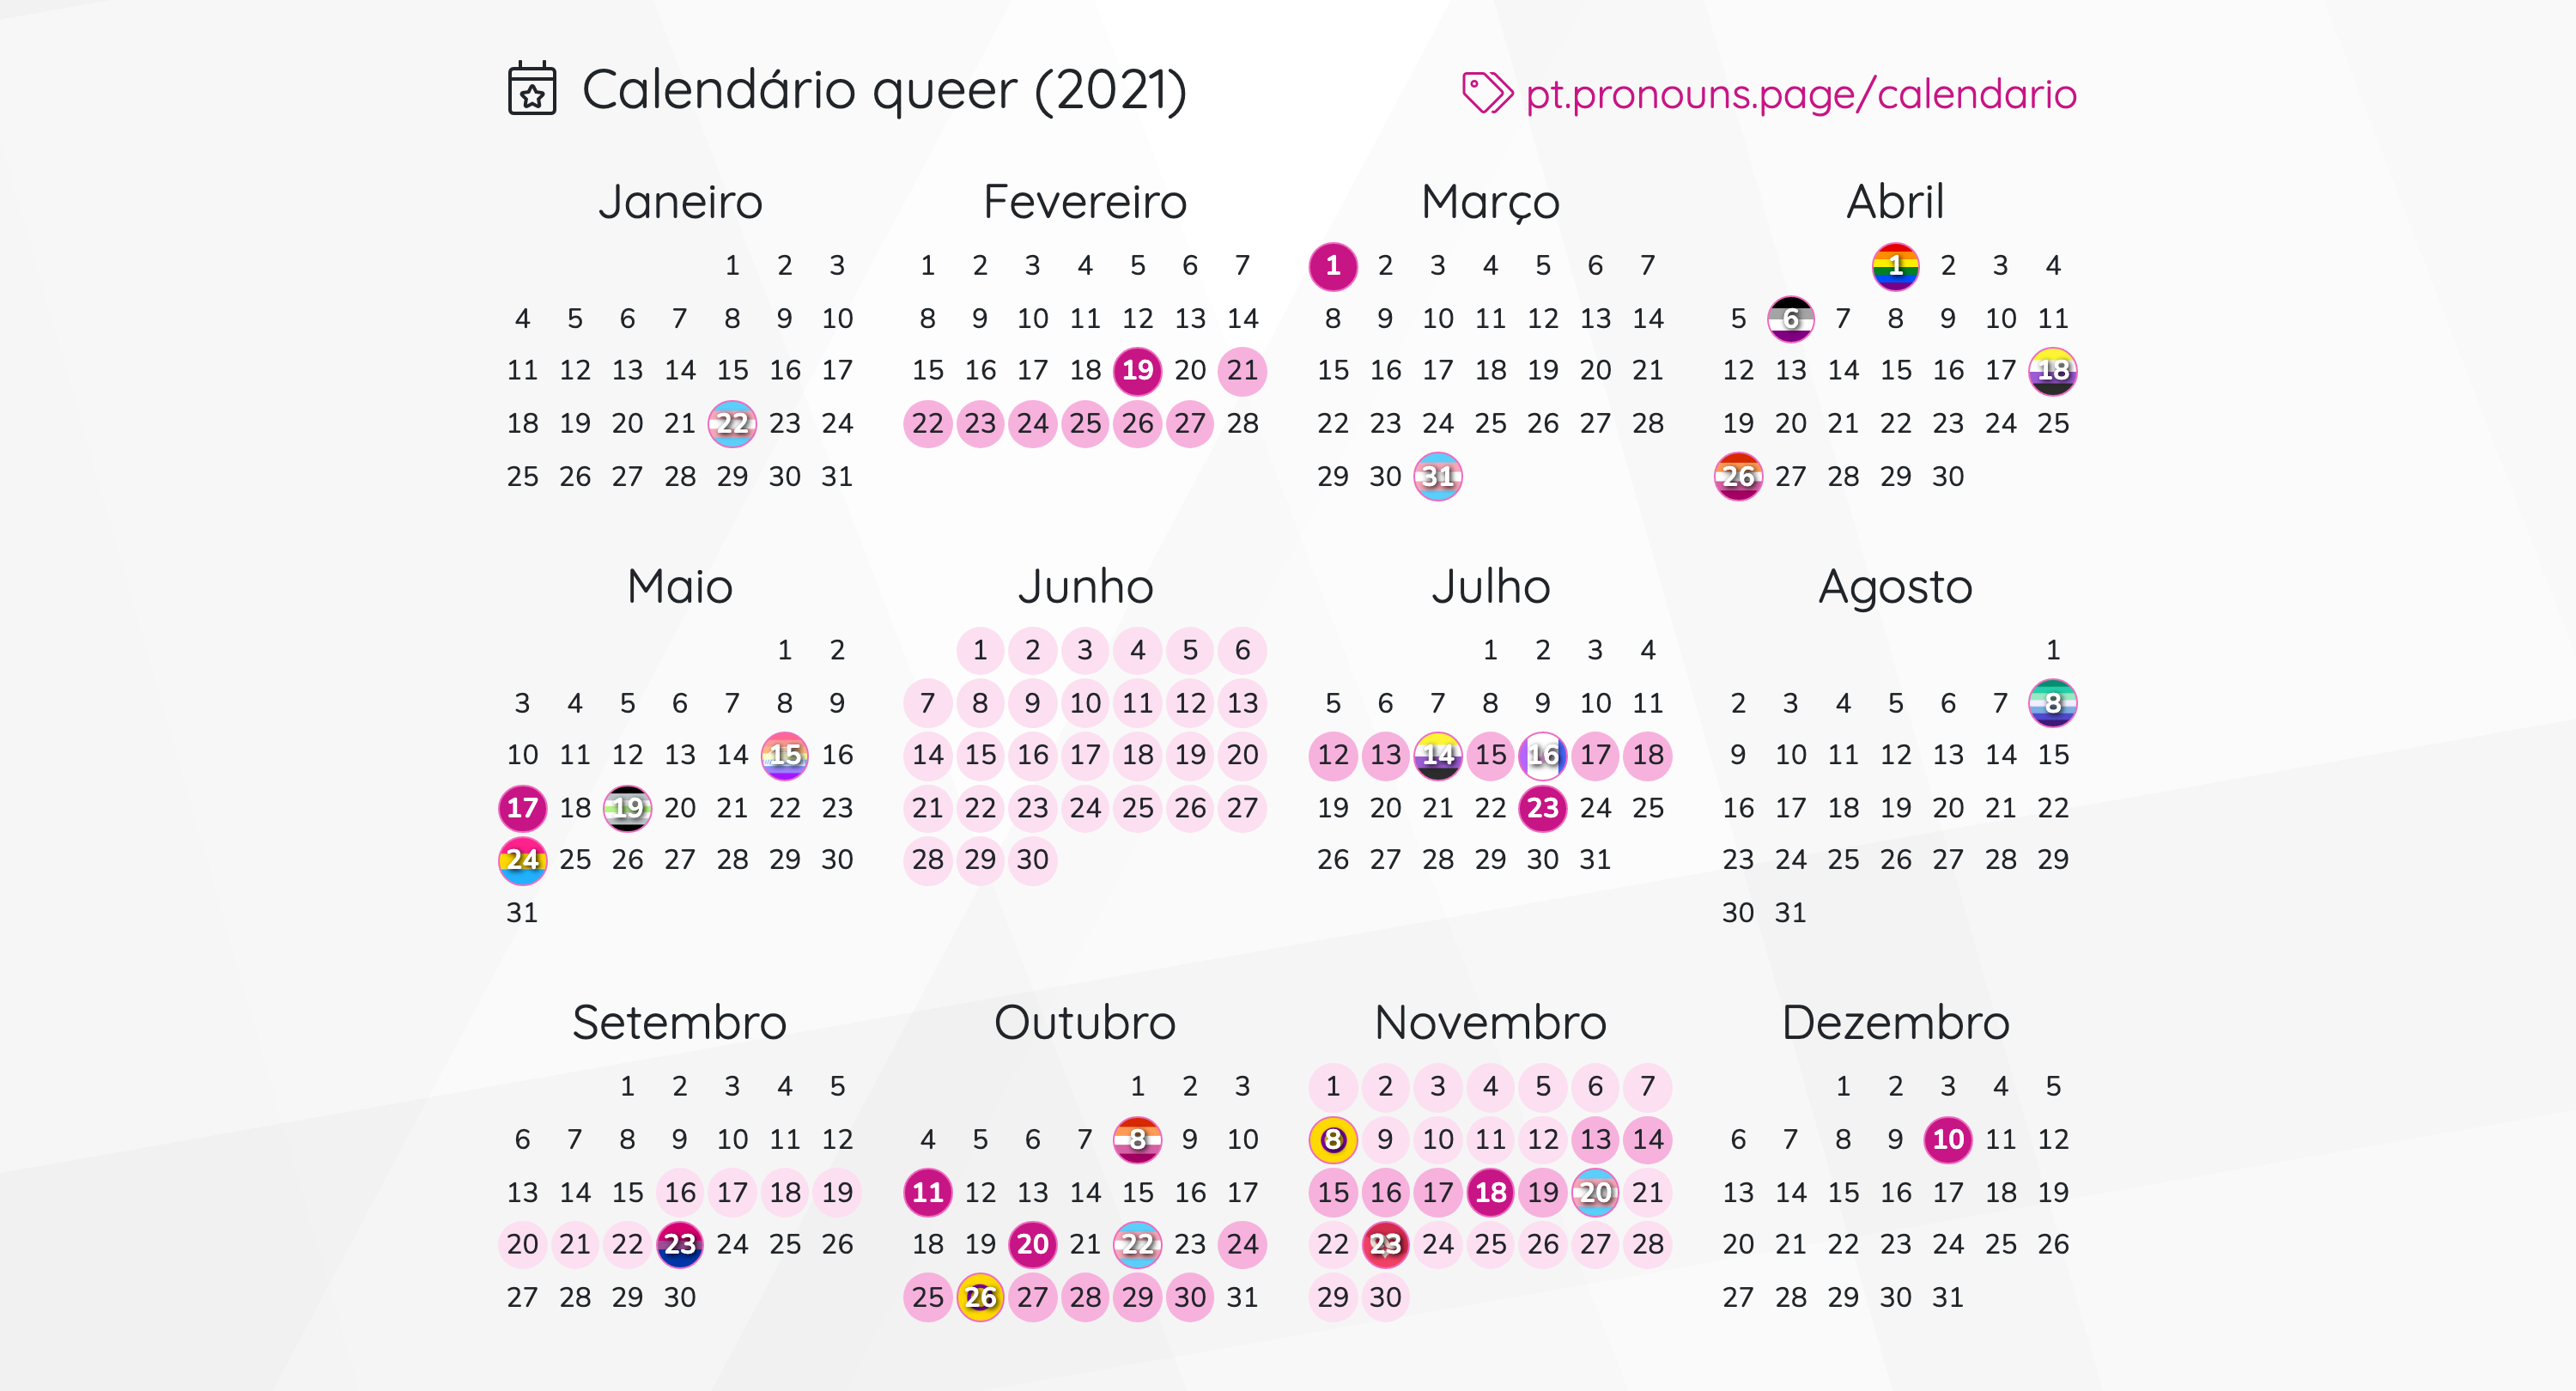 Calendário queer (2021)
pt.pronouns.page/calendario
Janeiro
1 2 3
4 5 6 7 8 9 10
11 12 13 14 15 16 17
18 19 20 21 22 23 24
25 26 27 28 29 30 31
Fevereiro
1 2 3 4 5 6 7
8 9 10 11 12 13 14
15 16 17 18 19 20 21
22 23 24 25 26 27 28
Março
1 2 3 4 5 6 7
8 9 10 11 12 13 14
15 16 17 18 19 20 21
22 23 24 25 26 27 28
29 30 31
Abril
1 2 3 4
5 6 7 8 9 10 11
12 13 14 15 16 17 18
19 20 21 22 23 24 25
26 27 28 29 30
Maio
1 2
3 4 5 6 7 8 9
10 11 12 13 14 15 16
17 18 19 20 21 22 23
24 25 26 27 28 29 30
31
Junho
1 2 3 4 5 6
7 8 9 10 11 12 13
14 15 16 17 18 19 20
21 22 23 24 25 26 27
28 29 30
Julho
1 2 3 4
5 6 7 8 9 10 11
12 13 14 15 16 17 18
19 20 21 22 23 24 25
26 27 28 29 30 31
Agosto
1
2 3 4 5 6 7 8
9 10 11 12 13 14 15
16 17 18 19 20 21 22
23 24 25 26 27 28 29
30 31
Setembro
1 2 3 4 5
6 7 8 9 10 11 12
13 14 15 16 17 18 19
20 21 22 23 24 25 26
27 28 29 30
Outubro
1 2 3
4 5 6 7 8 9 10
11 12 13 14 15 16 17
18 19 20 21 22 23 24
25 26 27 28 29 30 31
Novembro
1 2 3 4 5 6 7
8 9 10 11 12 13 14
15 16 17 18 19 20 21
22 23 24 25 26 27 28
29 30
Dezembro
1 2 3 4 5
6 7 8 9 10 11 12
13 14 15 16 17 18 19
20 21 22 23 24 25 26
27 28 29 30 31